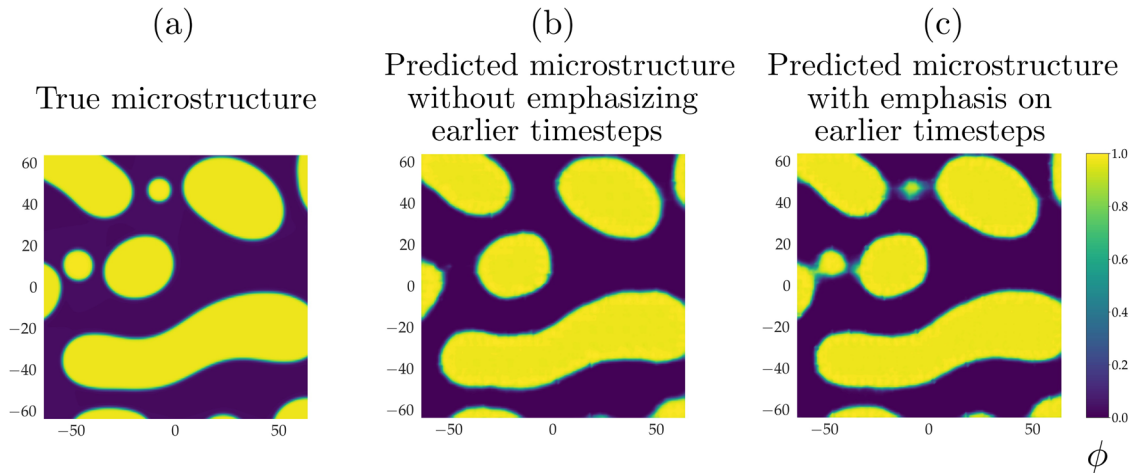 (a)
True microstructure
(b)
Predicted microstructure
without emphasizing
earlier timesteps
(c)
Predicted microstructure
with emphasis on
earlier timesteps
60
40
20
0
−20
−40
−60
−50 0 50
60
40
20
0
−20
−40
−60
−50 0 50
60
40
20
0
−20
−40
−60
−50 0 50
1.0
0.8
0.6
0.4
0.2
0.0
ϕ